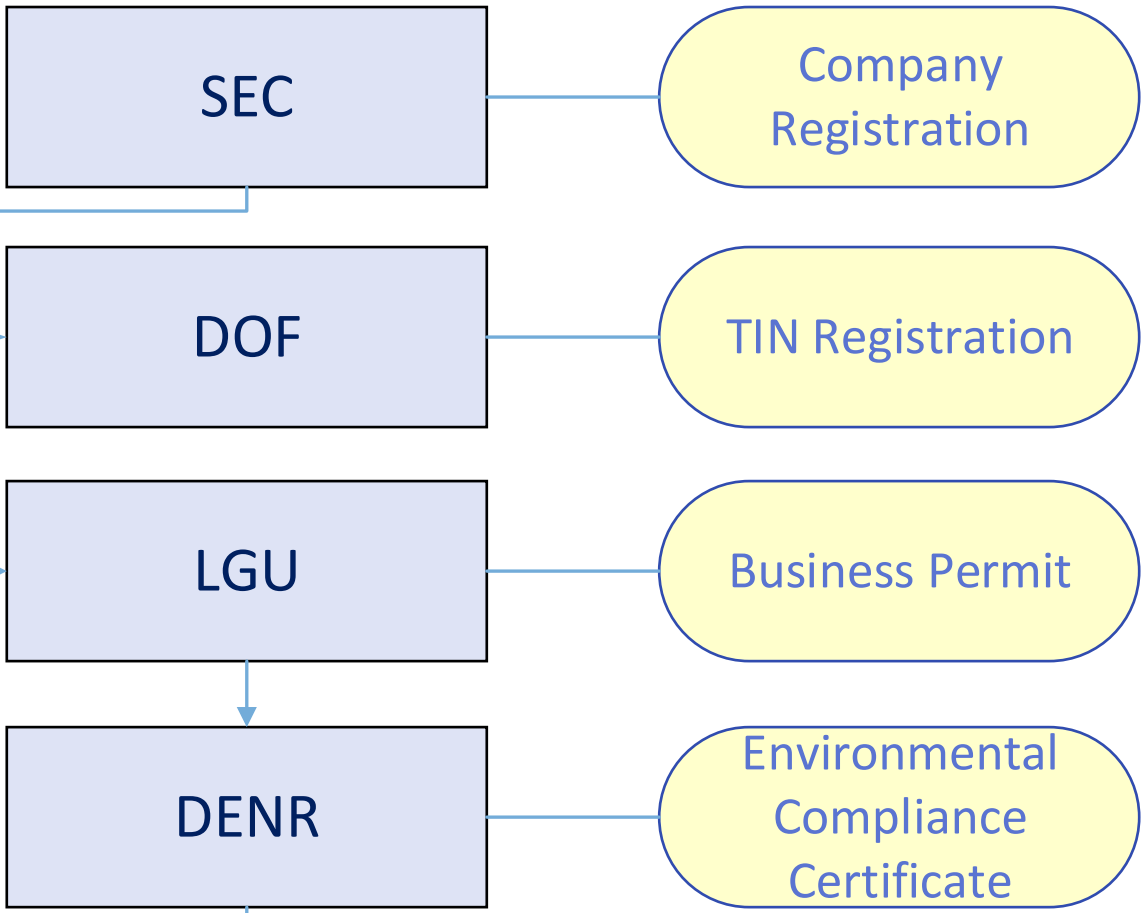 SEC
Company
Registration
DOF
TIN Registration
LGU
Business Permit
DENR
Environmental
Compliance
Certificate